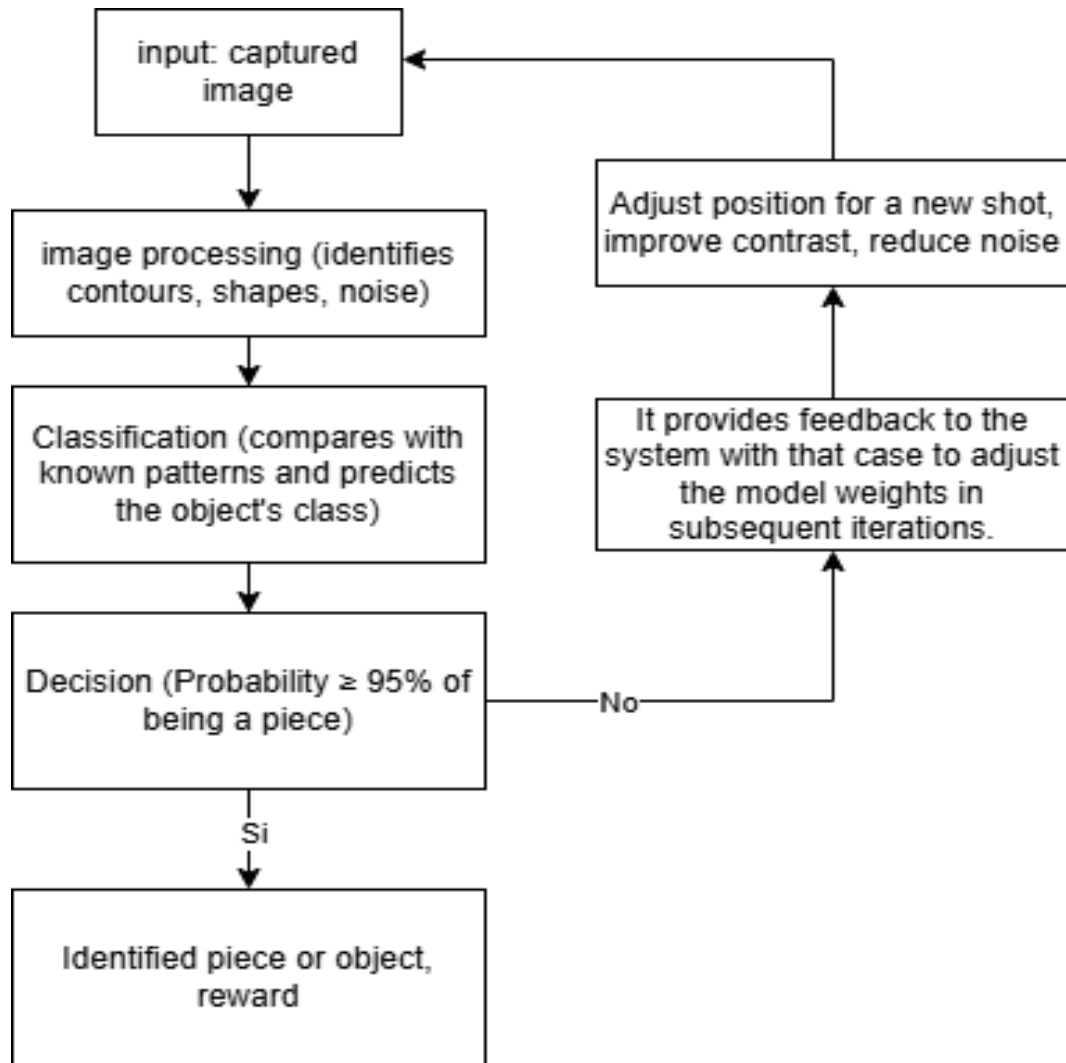 input: captured
image
image processing (identifies
contours, shapes, noise)
Classification (compares with
known patterns and predicts
the object's class)
Decision (Probability ≥ 95% of
being a piece)
Si
Identified piece or object,
reward
No
It provides feedback to the
system with that case to adjust
the model weights in
subsequent iterations.
Adjust position for a new shot,
improve contrast, reduce noise